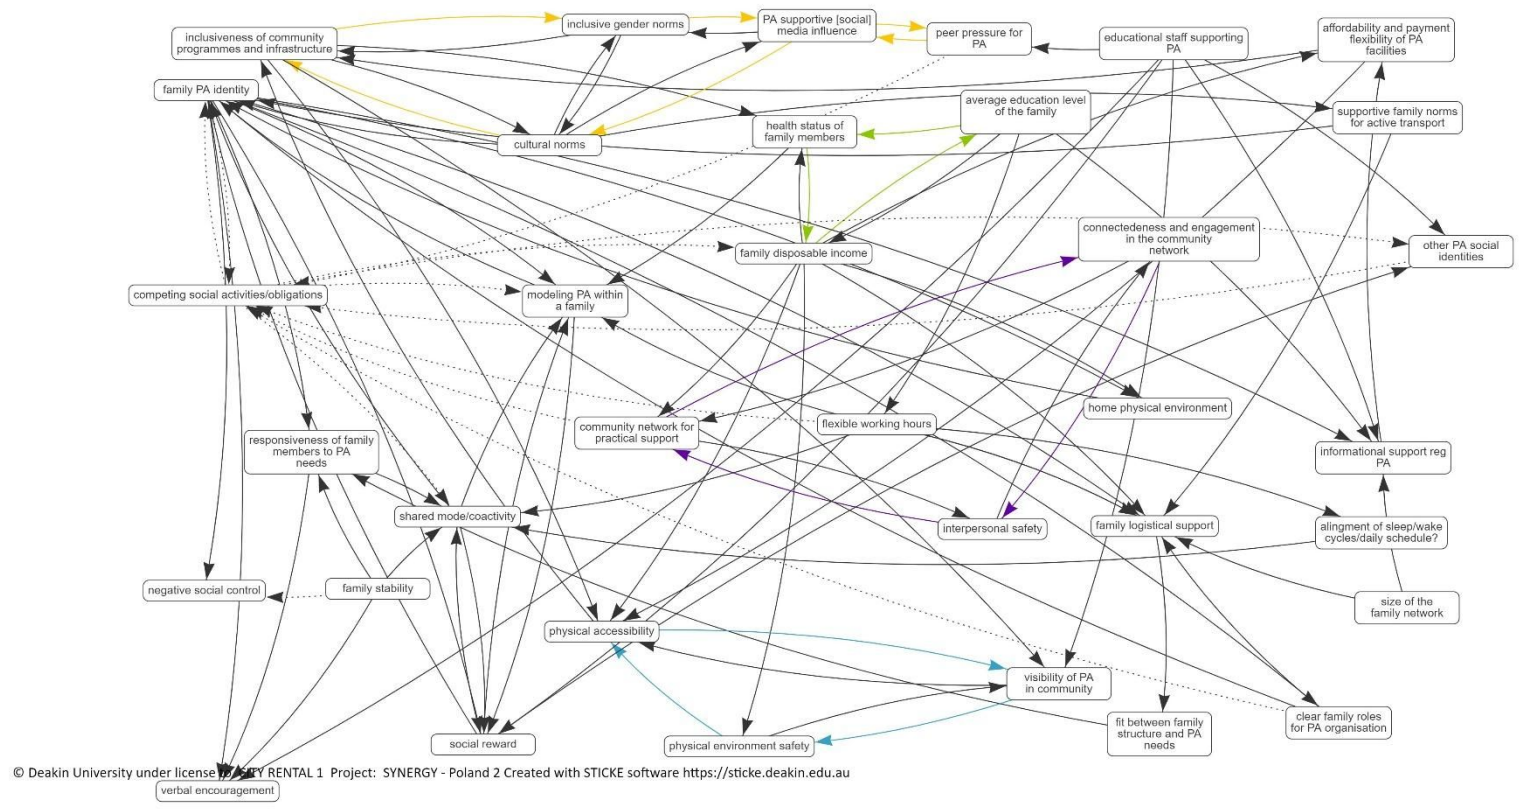 inclusiveness of community
programmes and infrastructure
inclusive gender norms
PA supportive [social]
media influence
peer pressure for
PA
educational staff supporting
PA
affordability and payment
flexibility of PA
facilities
family PA identity
cultural norms
health status of
family members
average education level
of the family
supportive family norms
for active transport
family disposable income
connectedeness and engagement
in the community
network
other PA social
identities
competing social activities/obligations
modeling PA within
a family
home physical environment
community network for
practical support
flexible working hours
responsiveness of family
members to PA
needs
informational support reg
PA
shared mode/coactivity
interpersonal safety
family logistical support
alingment of sleep/wake
cycles/daily schedule?
negative social control
family stability
size of the
family network
physical accessibility
visibility of PA
in community
social reward
physical environment safety
fit between family
structure and PA
needs
clear family roles
for PA organisation
© Deakin University under license to CITY RENTAL 1 Project: SYNERGY - Poland 2 Created with STICKE software https://sticke.deakin.edu.au
verbal encouragement